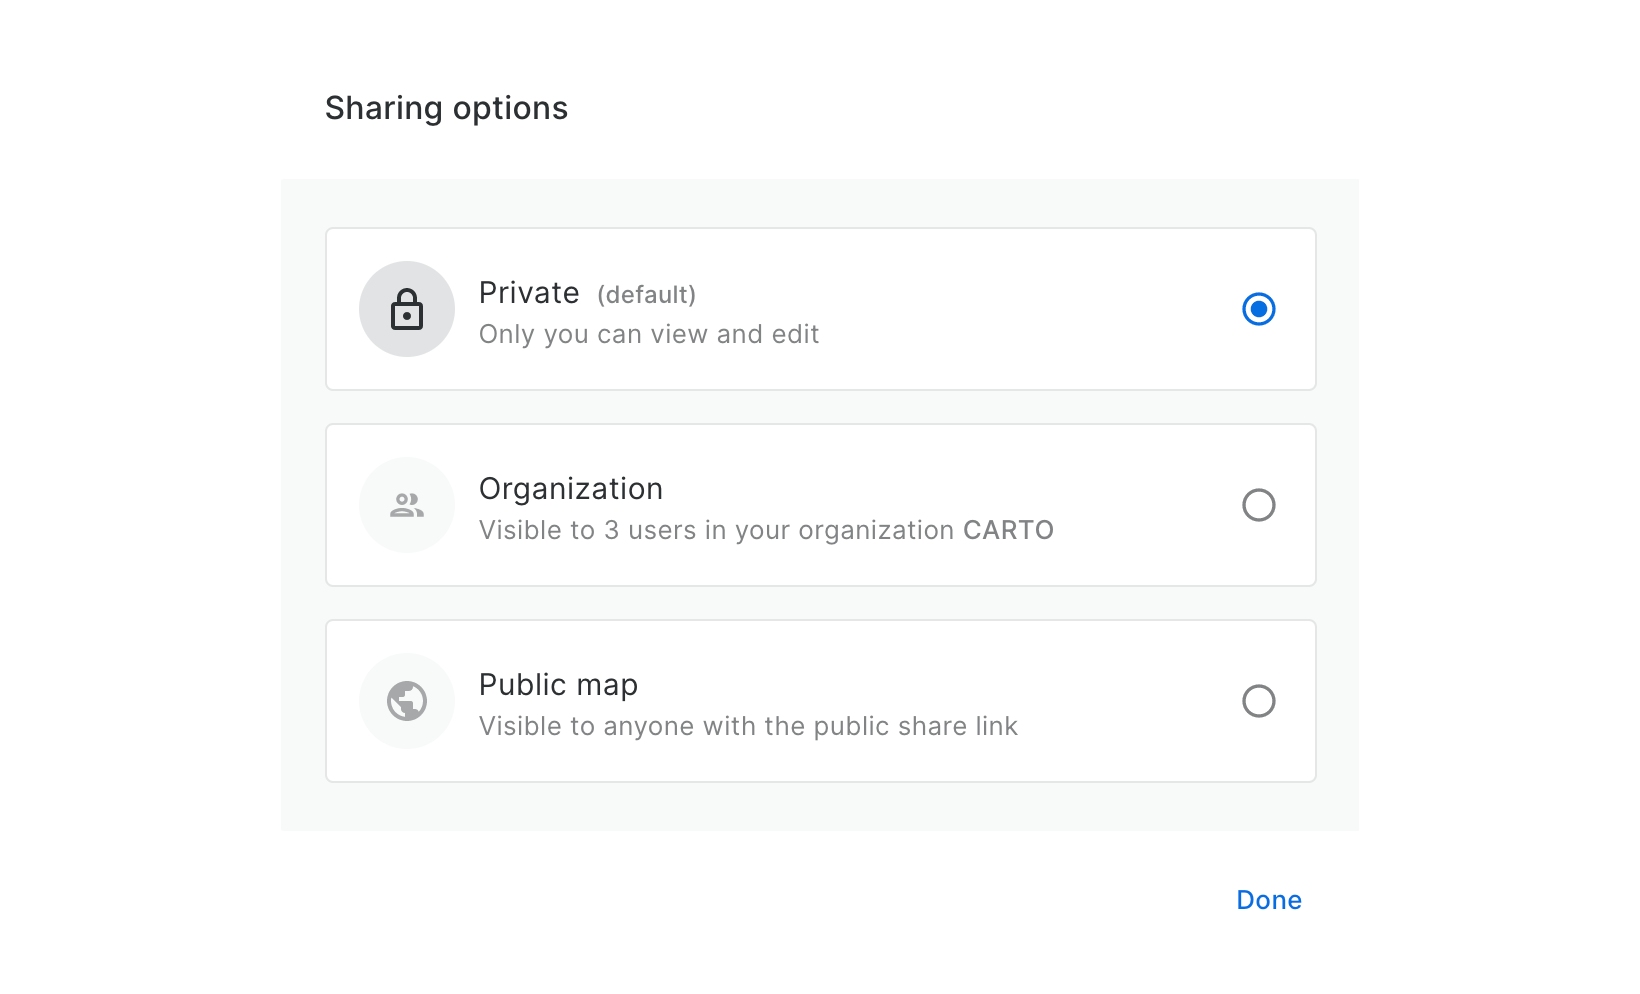 Sharing options
Private (default)
Only you can view and edit
Organization
Visible to 3 users in your organization CARTO
Public map
Visible to anyone with the public share link
Done